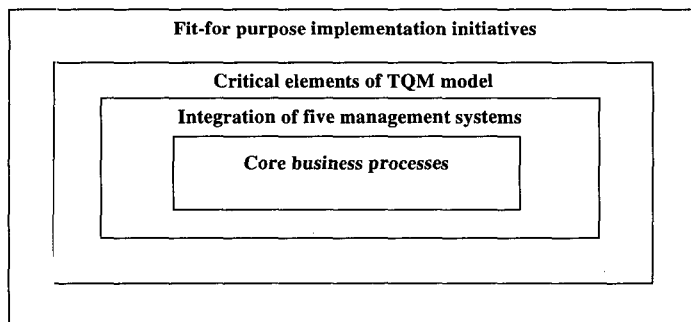 Fit-for purpose implementation initiatives
Critical elements of TQM model
Integration of five management systems
Core business processes